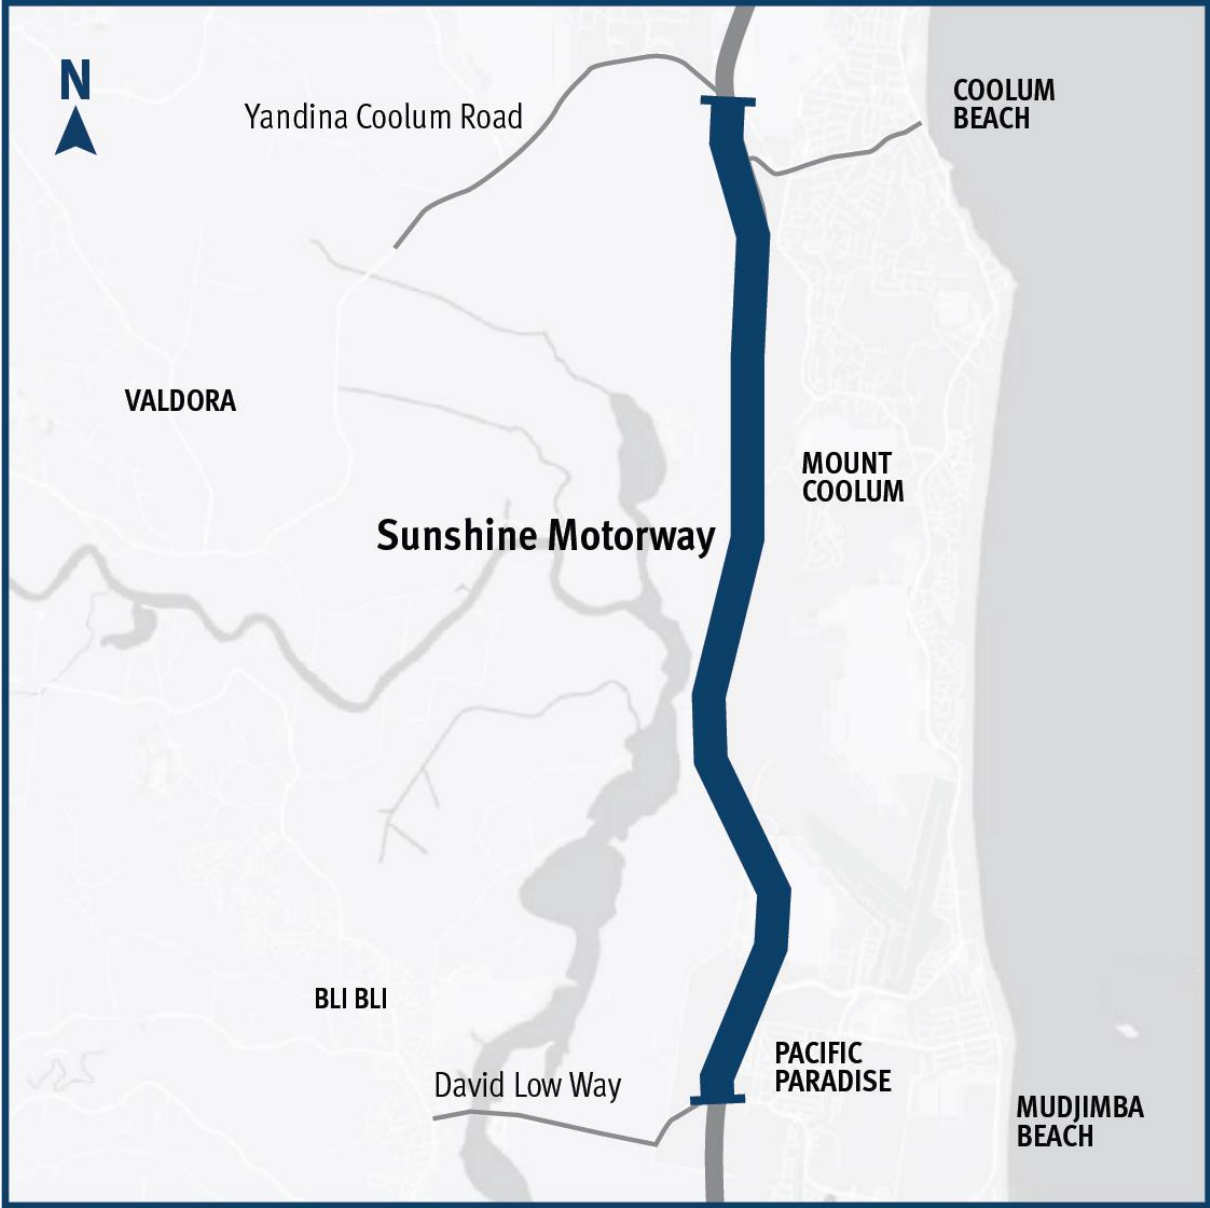 N
COOLUM
BEACH
Yandina Coolum Road
VALDORA
MOUNT
COOLUM
Sunshine Motorway
BLI BLI
PACIFIC
PARADISE
David Low Way
MUDJIMBA
BEACH